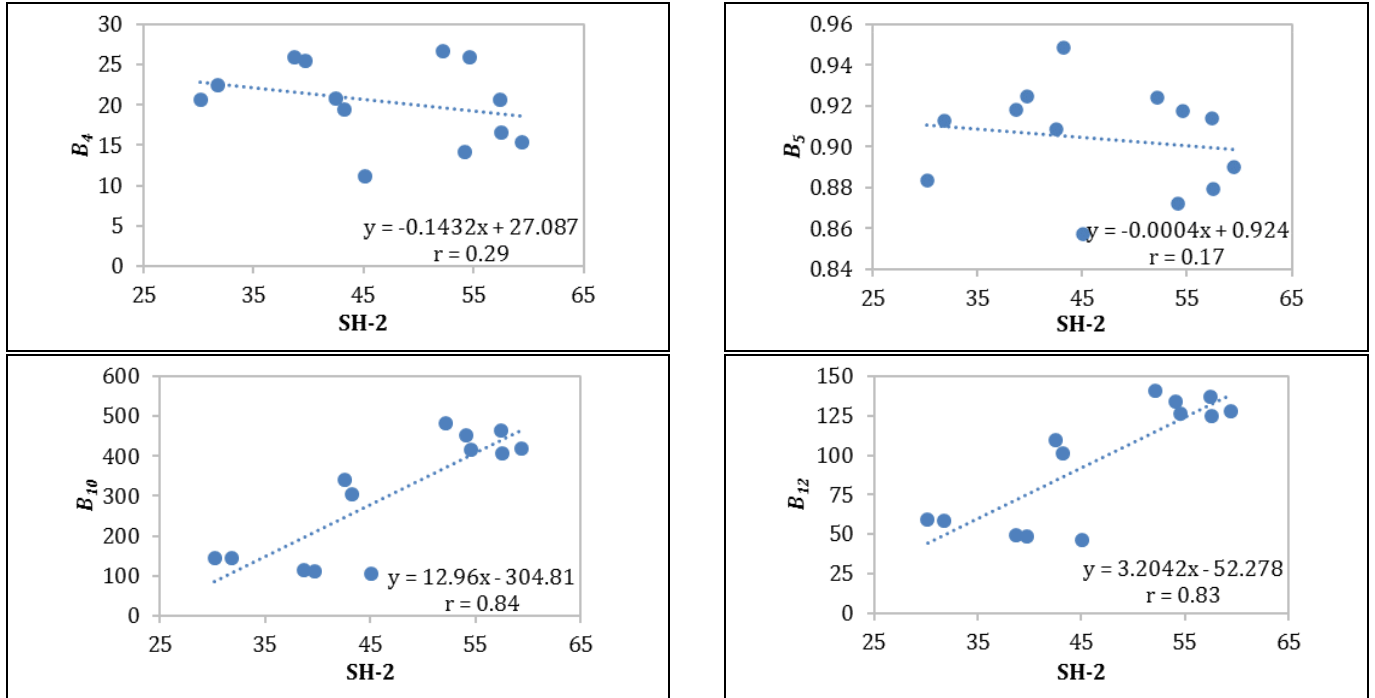 30
25
20
15
10
5
0
B4
y = -0.1432x + 27.087
r = 0.29
25 35 45 55 65
SH-2
0.96
0.94
0.92
0.90
0.88
0.86
0.84
B5
y = -0.0004x + 0.924
r = 0.17
25 35 45 55 65
SH-2
600
500
400
300
200
100
0
B10
y = 12.96x - 304.81
r = 0.84
25 35 45 55 65
SH-2
150
125
100
75
50
25
0
B12
y = 3.2042x - 52.278
r = 0.83
25 35 45 55 65
SH-2